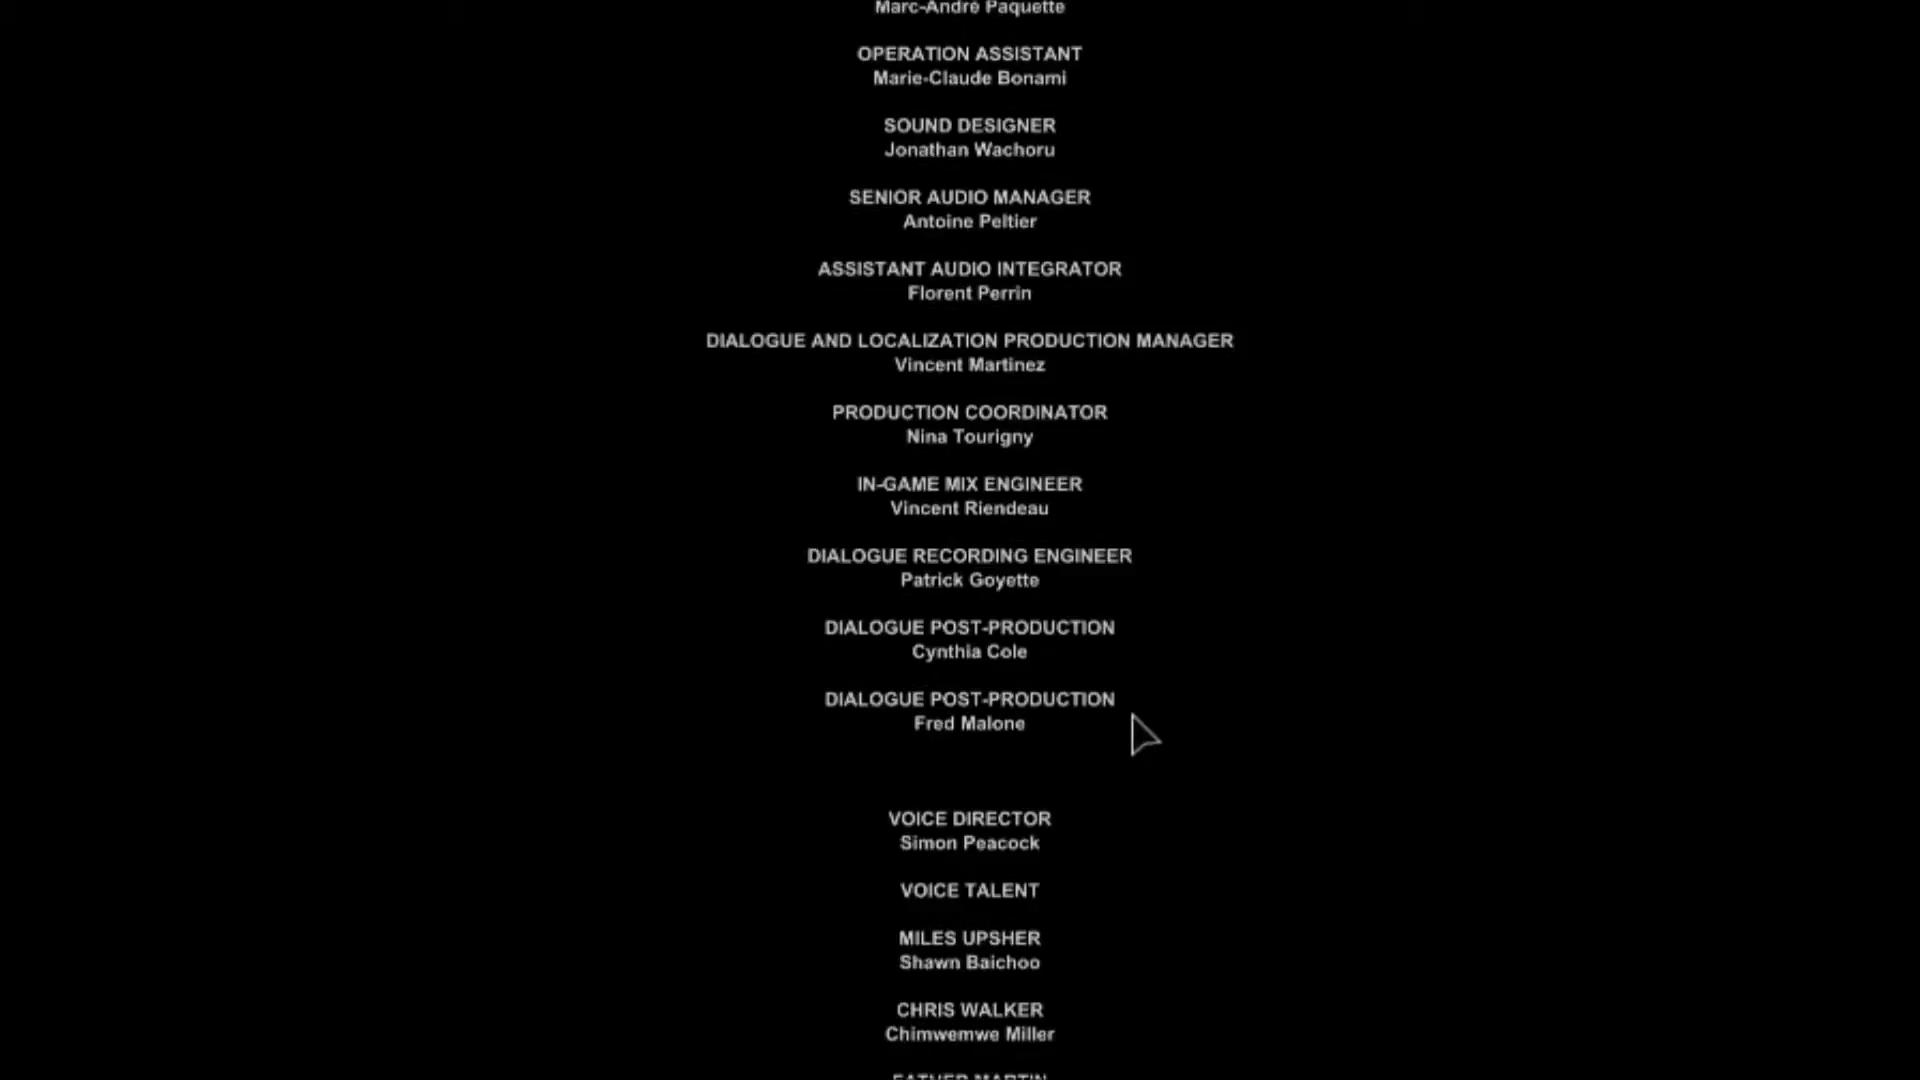 Marc-André Paquette
OPERATION ASSISTANT
Marie-Claude Bonami
SOUND DESIGNER
Jonathan Wachoru
SENIOR AUDIO MANAGER
Antoine Peltier
ASSISTANT AUDIO INTEGRATOR
Florent Perrin
DIALOGUE AND LOCALIZATION PRODUCTION MANAGER
Vincent Martinez
PRODUCTION COORDINATOR
Nina Tourigny
IN-GAME MIX ENGINEER
Vincent Riendeau
DIALOGUE RECORDING ENGINEER
Patrick Goyette
DIALOGUE POST-PRODUCTION
Cynthia Cole
DIALOGUE POST-PRODUCTION
Fred Malone
VOICE DIRECTOR
Simon Peacock
VOICE TALENT
MILES UPSHER
Shawn Baichoo
CHRIS WALKER
Chimwemwe Miller
FATHER MARTIN